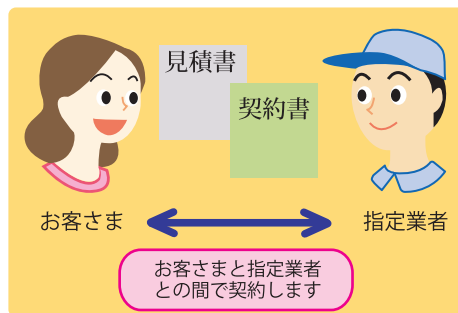 見積書
契約書
お客さま
指定業者
お客さまと指定業者
との間で契約します